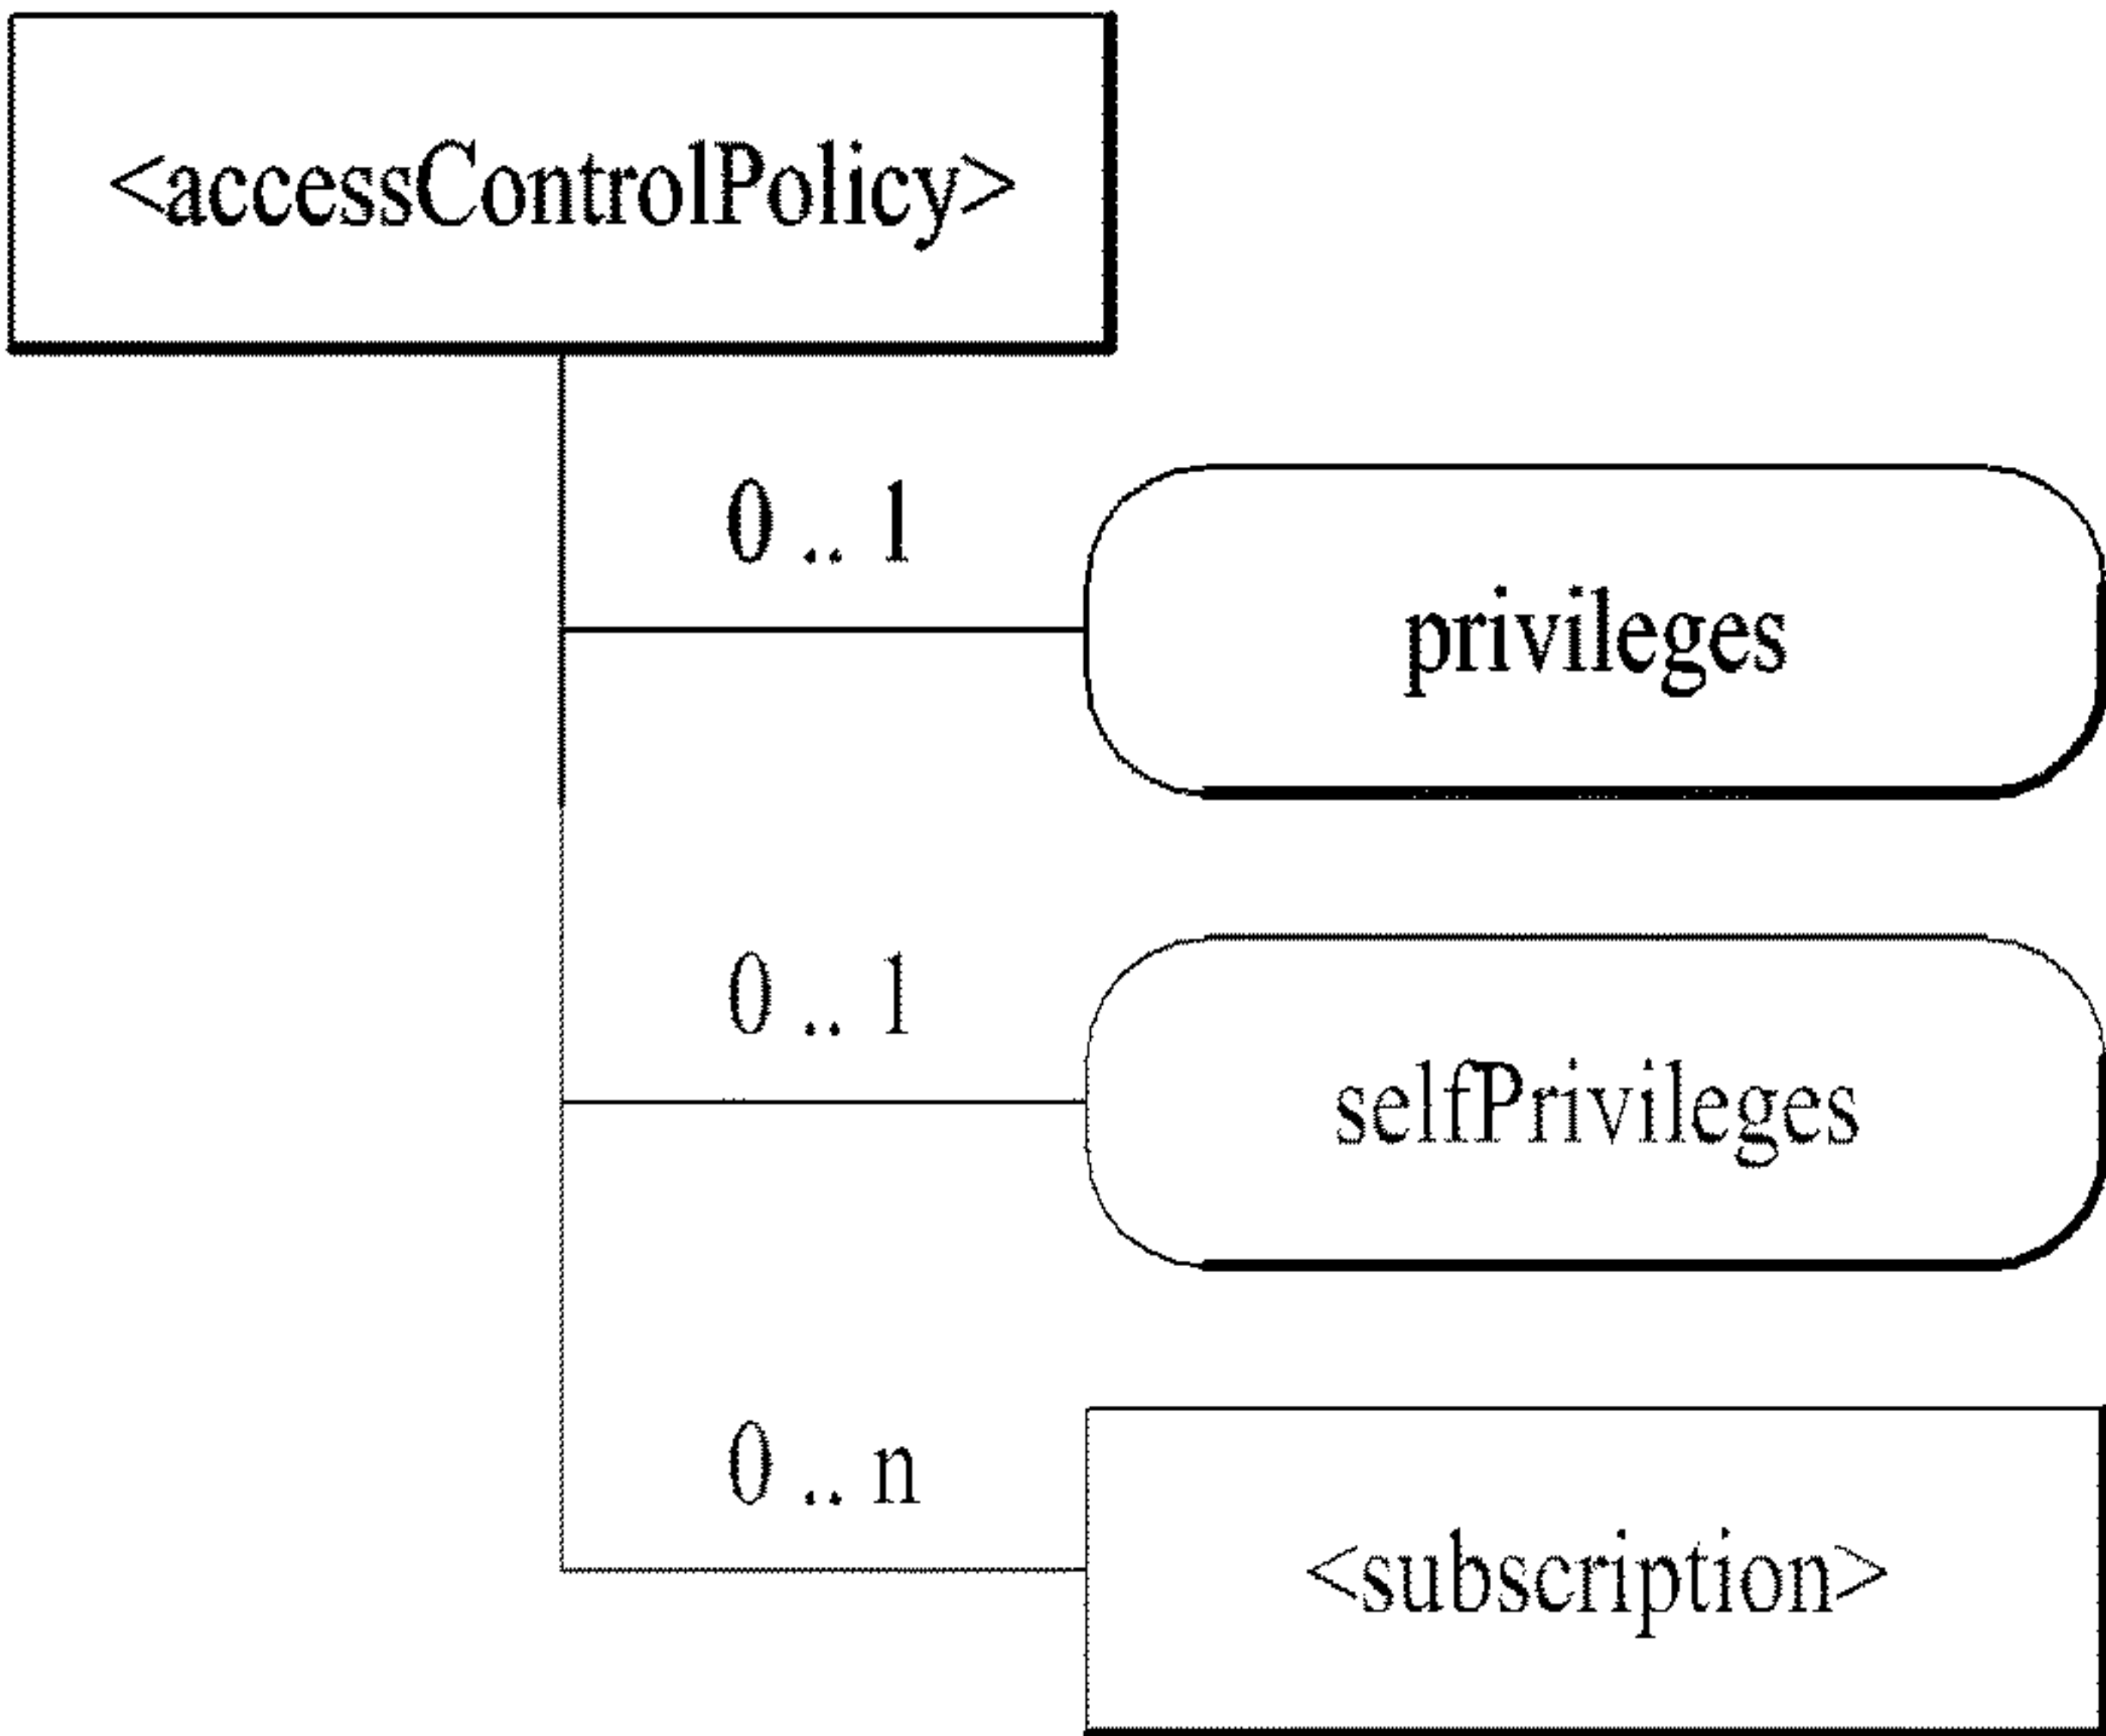 <accessControlPolicy>
0 .. 1
privileges
0 .. 1
selfPrivileges
0 .. n
<subscription>